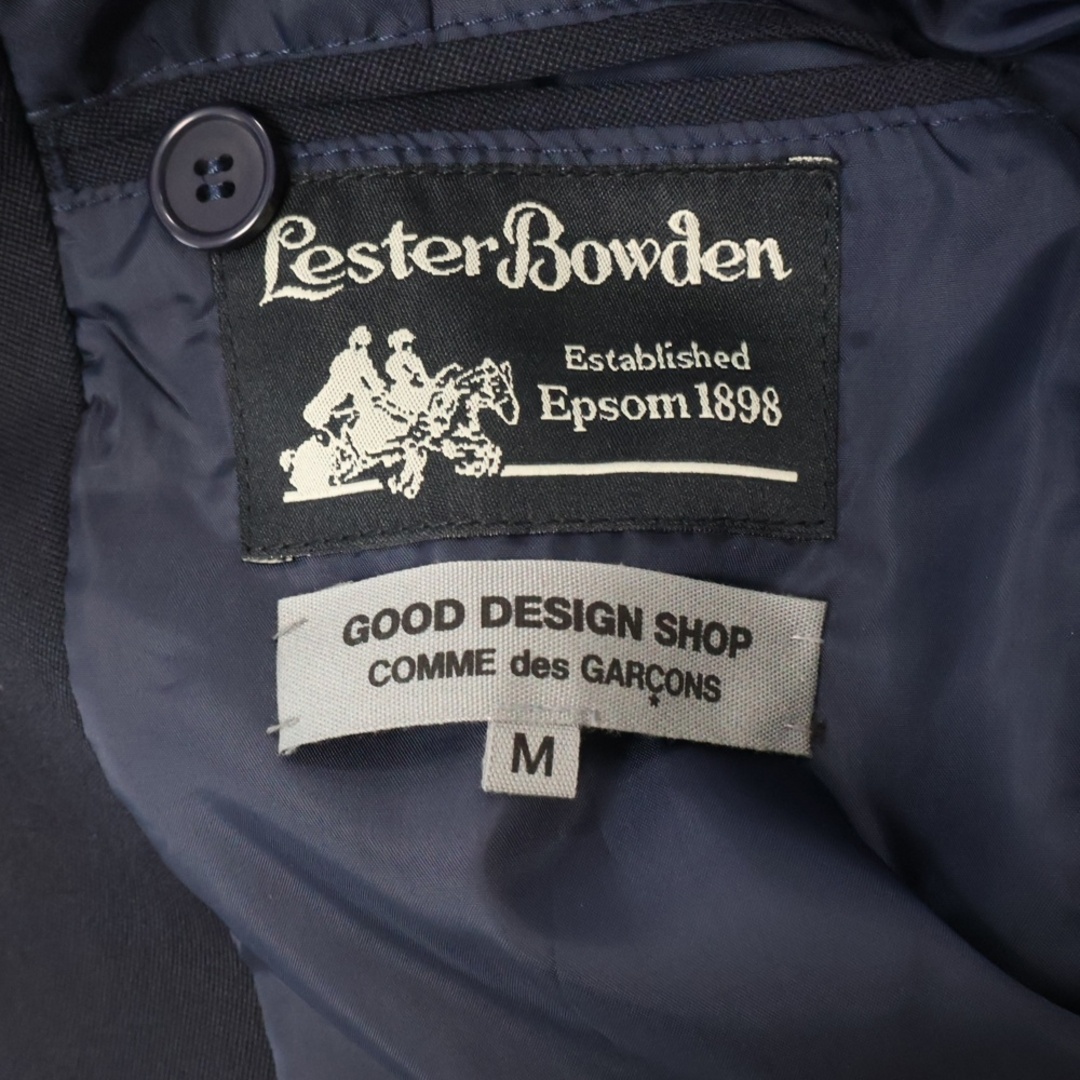 Lester Bowden
Established
Epsom 1898
GOOD DESIGN SHOP
COMME des GARÇONS
M